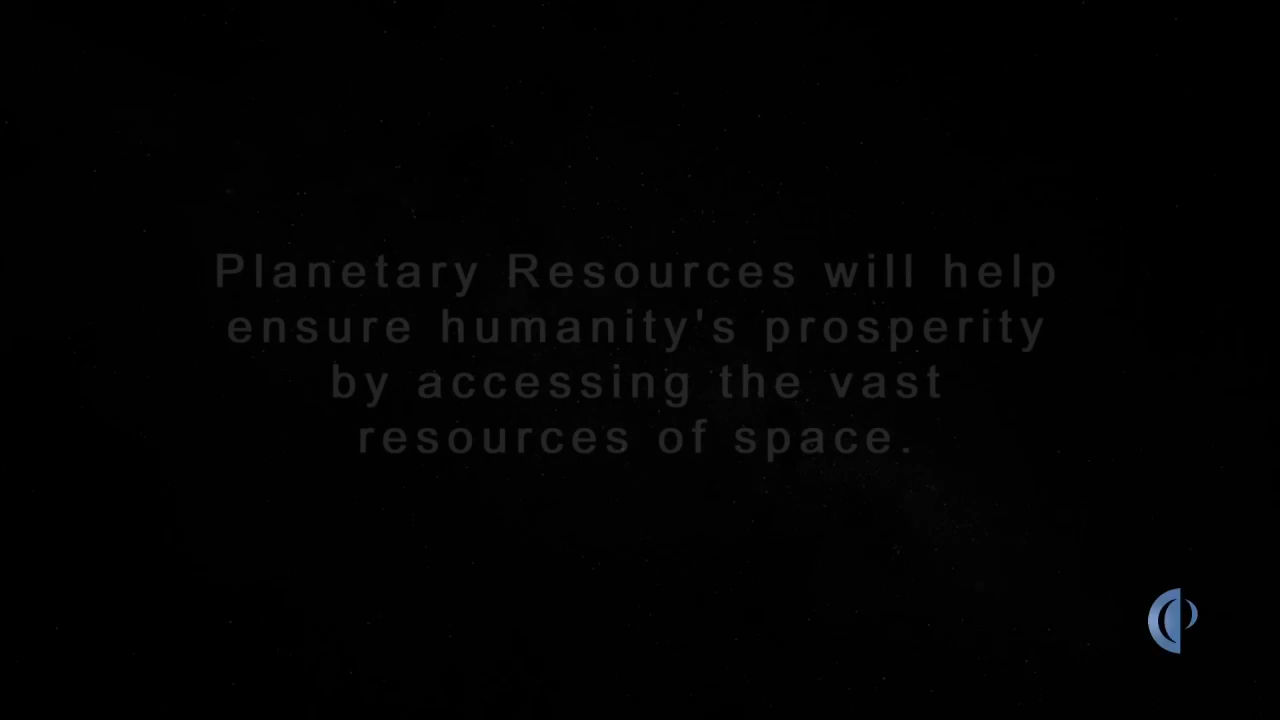 Planetary Resources will help
ensure humanity's prosperity
by accessing the vast
resources of space.